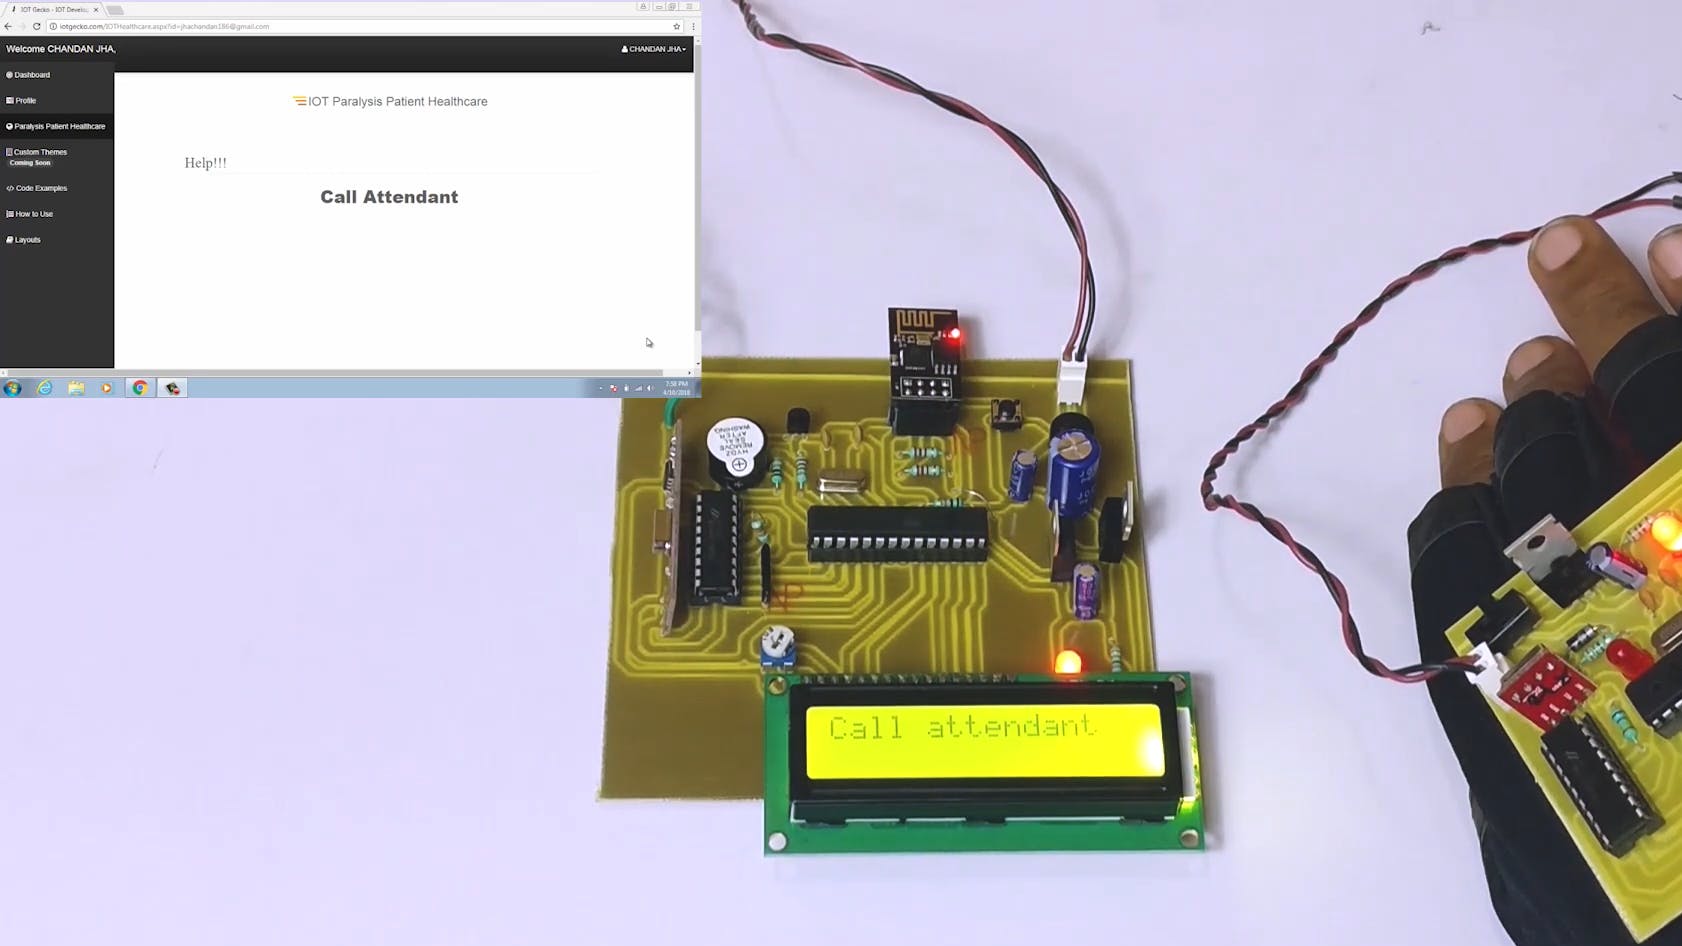 IOT Gecko - IOT Develo
iotgecko.com/IOTHealthcare.aspx?id=jhachandan186@gmail.com
Welcome CHANDAN JHA,
CHANDAN JHA
Dashboard
Profile
Paralysis Patient Healthcare
Custom Themes
Coming Soon
Code Examples
How to Use
Layouts
IOT Paralysis Patient Healthcare
Help!!!
Call Attendant
7:58 PM
4/10/2018
HYDZ
REMOVE
SEAL
AFTER
WASHING
Call attendant